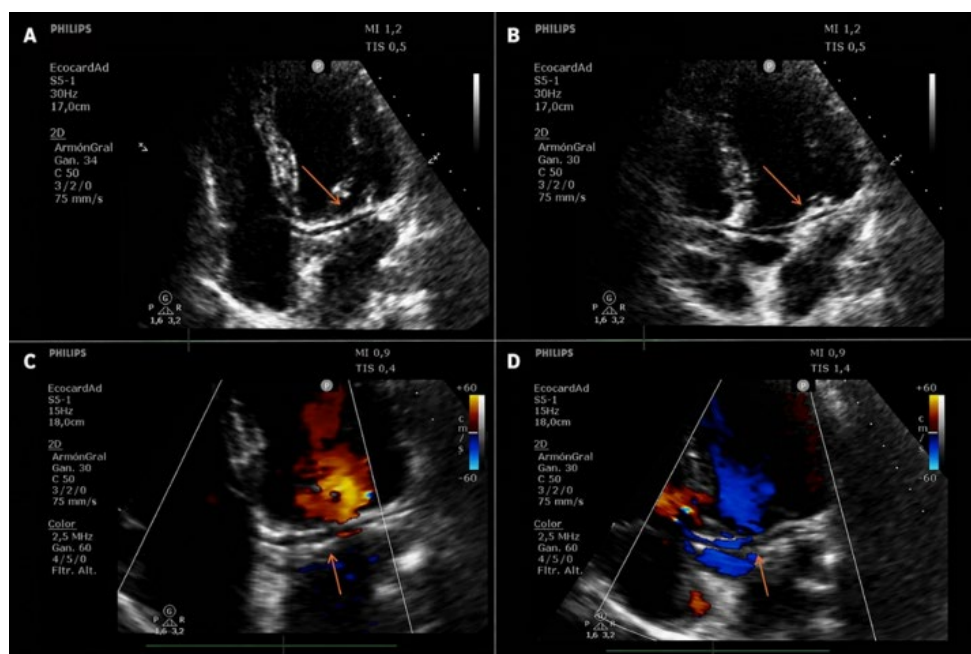 A
PHILIPS
MI 1,2
TIS 0,5
EcocardAd
S5-1
30Hz
17,0cm
2D
ArmónGral
Gan. 34
C 50
3/2/0
75 mm/s
P
G
P R
1,6 3,2
B
PHILIPS
MI 1,2
TIS 0,5
EcocardAd
S5-1
30Hz
17,0cm
2D
ArmónGral
Gan. 30
C 50
3/2/0
75 mm/s
P
G
P R
1,6 3,2
C
PHILIPS
MI 0,9
TIS 0,4
EcocardAd
S5-1
15Hz
18,0cm
2D
ArmónGral
Gan. 30
C 50
3/2/0
75 mm/s
Color
2,5 MHz
Gan. 60
4/5/0
Fltr. Alt.
P
+60
cm/s
-60
G
P R
1,6 3,2
D
PHILIPS
MI 0,9
TIS 1,4
EcocardAd
S5-1
15Hz
18,0cm
2D
ArmónGral
Gan. 30
C 50
3/2/0
75 mm/s
Color
2,5 MHz
Gan. 60
4/5/0
Fltr. Alt.
P
+60
cm/s
-60
G
P R
1,6 3,2